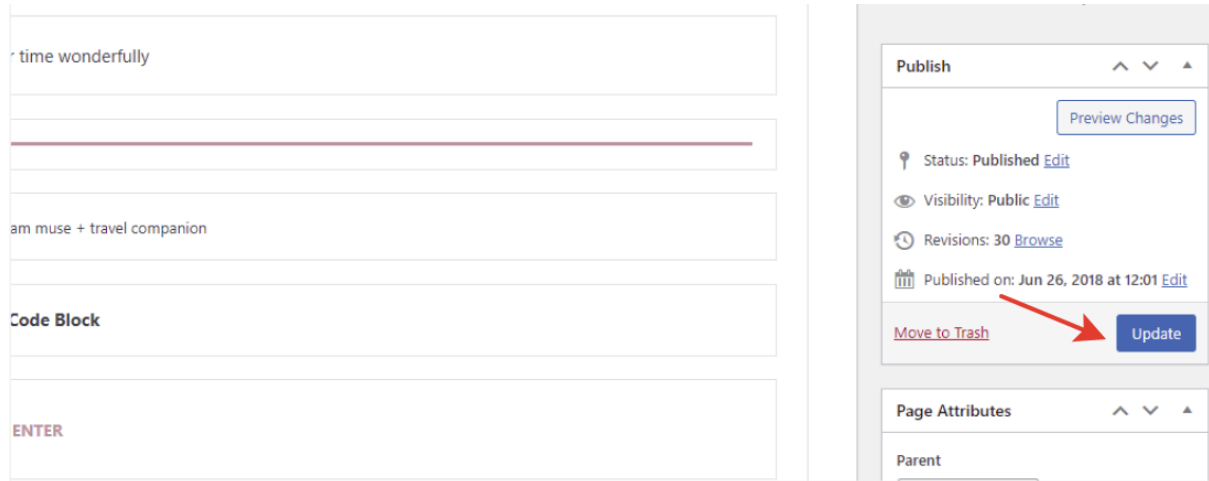 time wonderfully
am muse + travel companion
Code Block
ENTER
Publish
Preview Changes
Status: Published Edit
Visibility: Public Edit
Revisions: 30 Browse
Published on: Jun 26, 2018 at 12:01 Edit
Move to Trash
Update
Page Attributes
Parent